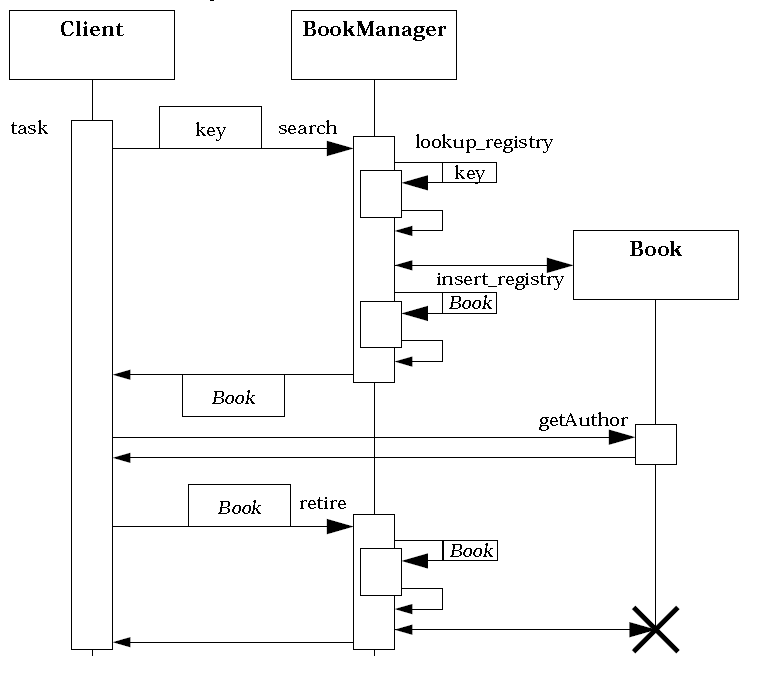 Client
BookManager
task
key
search
lookup_registry
key
Book
insert_registry
Book
Book
getAuthor
Book
retire
Book